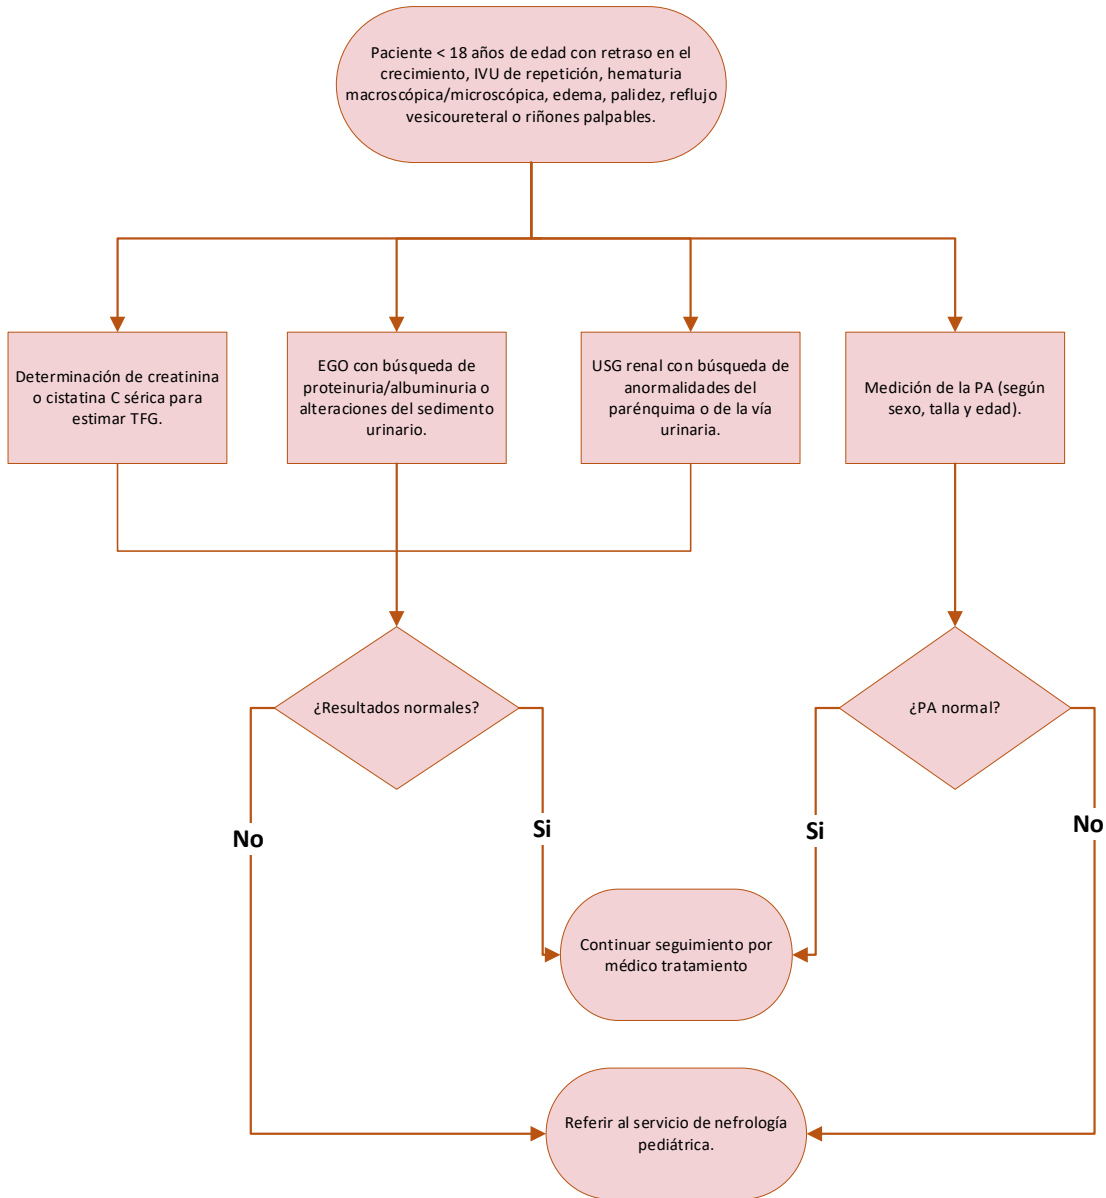 Paciente < 18 años de edad con retraso en el
crecimiento, IVU de repetición, hematuria
macroscópica/microscópica, edema, palidez, reflujo
vesicoureteral o riñones palpables.
Determinación de creatinina
o cistatina C sérica para
estimar TFG.
EGO con búsqueda de
proteinuria/albuminuria o
alteraciones del sedimento
urinario.
USG renal con búsqueda de
anormalidades del
parénquima o de la vía
urinaria.
Medición de la PA (según
sexo, talla y edad).
¿Resultados normales?
¿PA normal?
No
Si
Si
No
Continuar seguimiento por
médico tratamiento
Referir al servicio de nefrología
pediátrica.